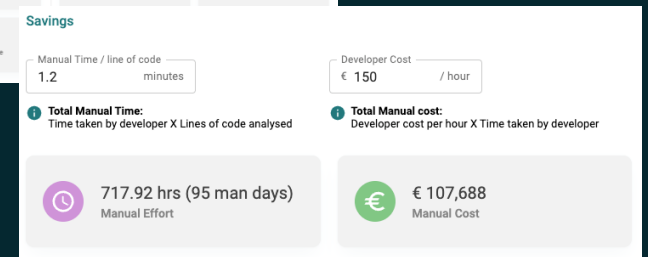 Savings
Manual Time / line of code
1.2 minutes
Developer Cost
€ 150 / hour
Total Manual Time:
Time taken by developer X Lines of code analysed
Total Manual cost:
Developer cost per hour X Time taken by developer
717.92 hrs (95 man days)
Manual Effort
€ 107,688
Manual Cost